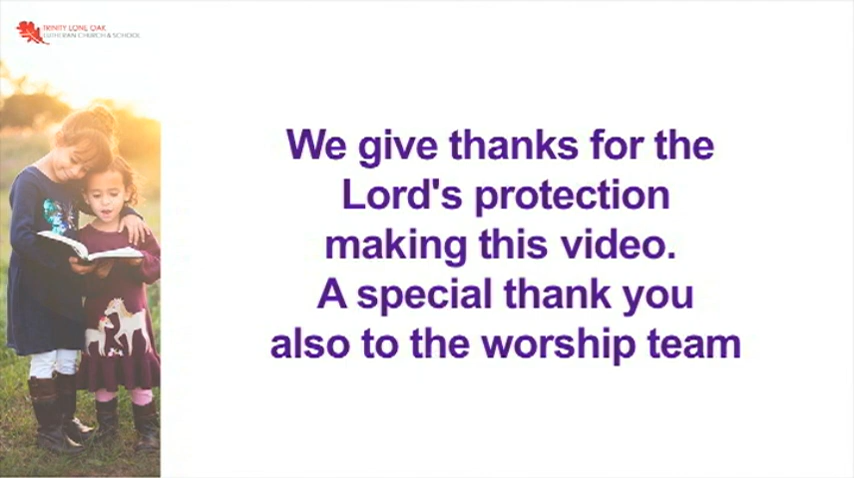 TRINITY LONE OAK
LUTHERAN CHURCH & SCHOOL
We give thanks for the
Lord's protection
making this video.
A special thank you
also to the worship team